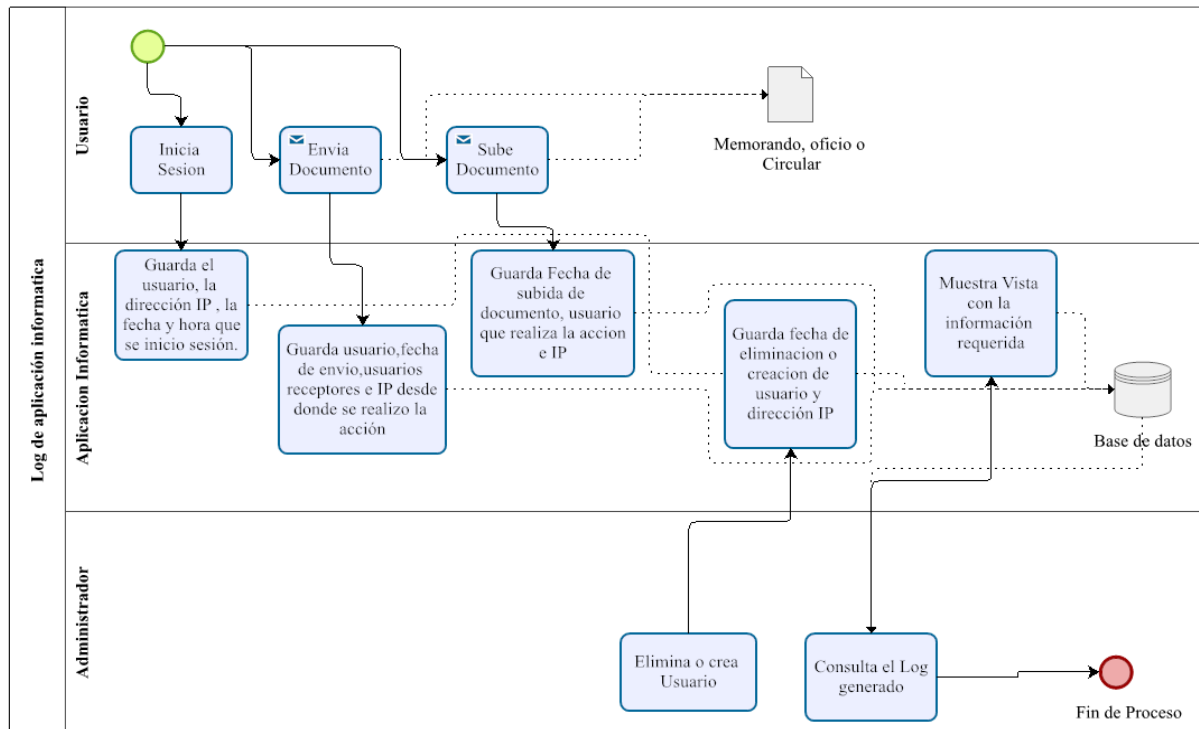 Log de aplicación informatica
Usuario
Inicia
Sesion
Envia
Documento
Sube
Documento
Memorando, oficio o
Circular
Aplicacion Informatica
Guarda el
usuario, la
dirección IP , la
fecha y hora que
se inicio sesión.
Guarda usuario,fecha
de envio,usuarios
receptores e IP desde
donde se realizo la
acción
Guarda Fecha de
subida de
documento, usuario
que realiza la accion
e IP
Guarda fecha de
eliminacion o
creacion de
usuario y
dirección IP
Muestra Vista
con la
información
requerida
Base de datos
Administrador
Elimina o crea
Usuario
Consulta el Log
generado
Fin de Proceso